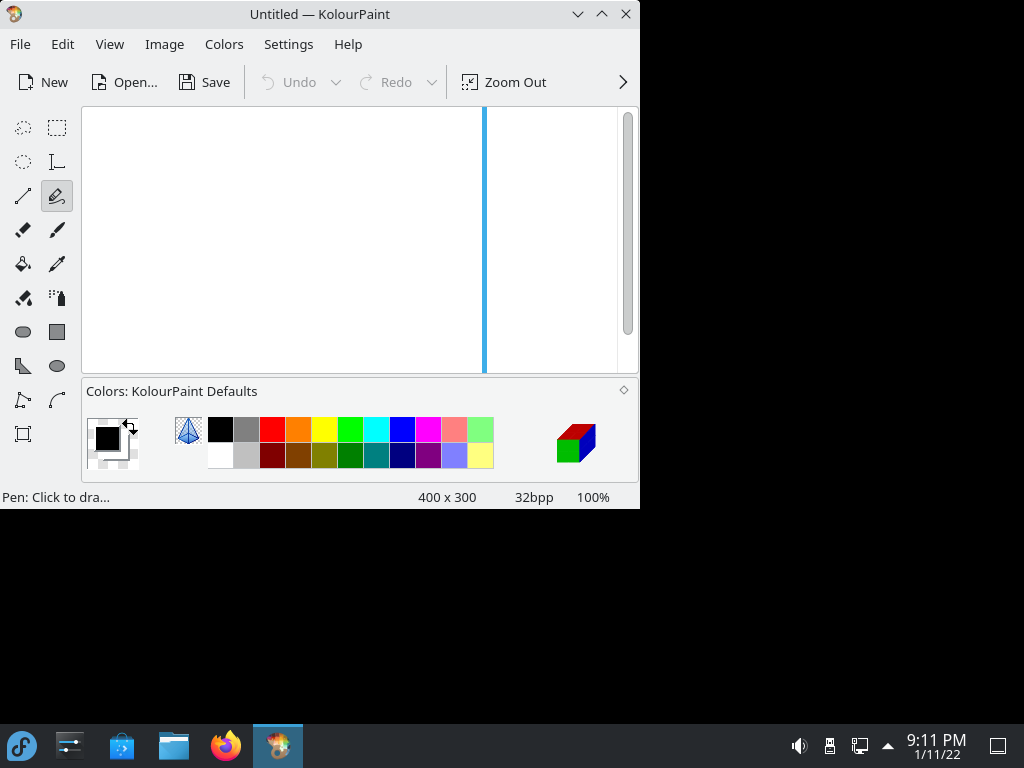 Untitled — KolourPaint
File Edit View Image Colors Settings Help
New Open... Save Undo Redo Zoom Out
Colors: KolourPaint Defaults
Pen: Click to dra... 400 x 300 32bpp 100%
9:11 PM
1/11/22